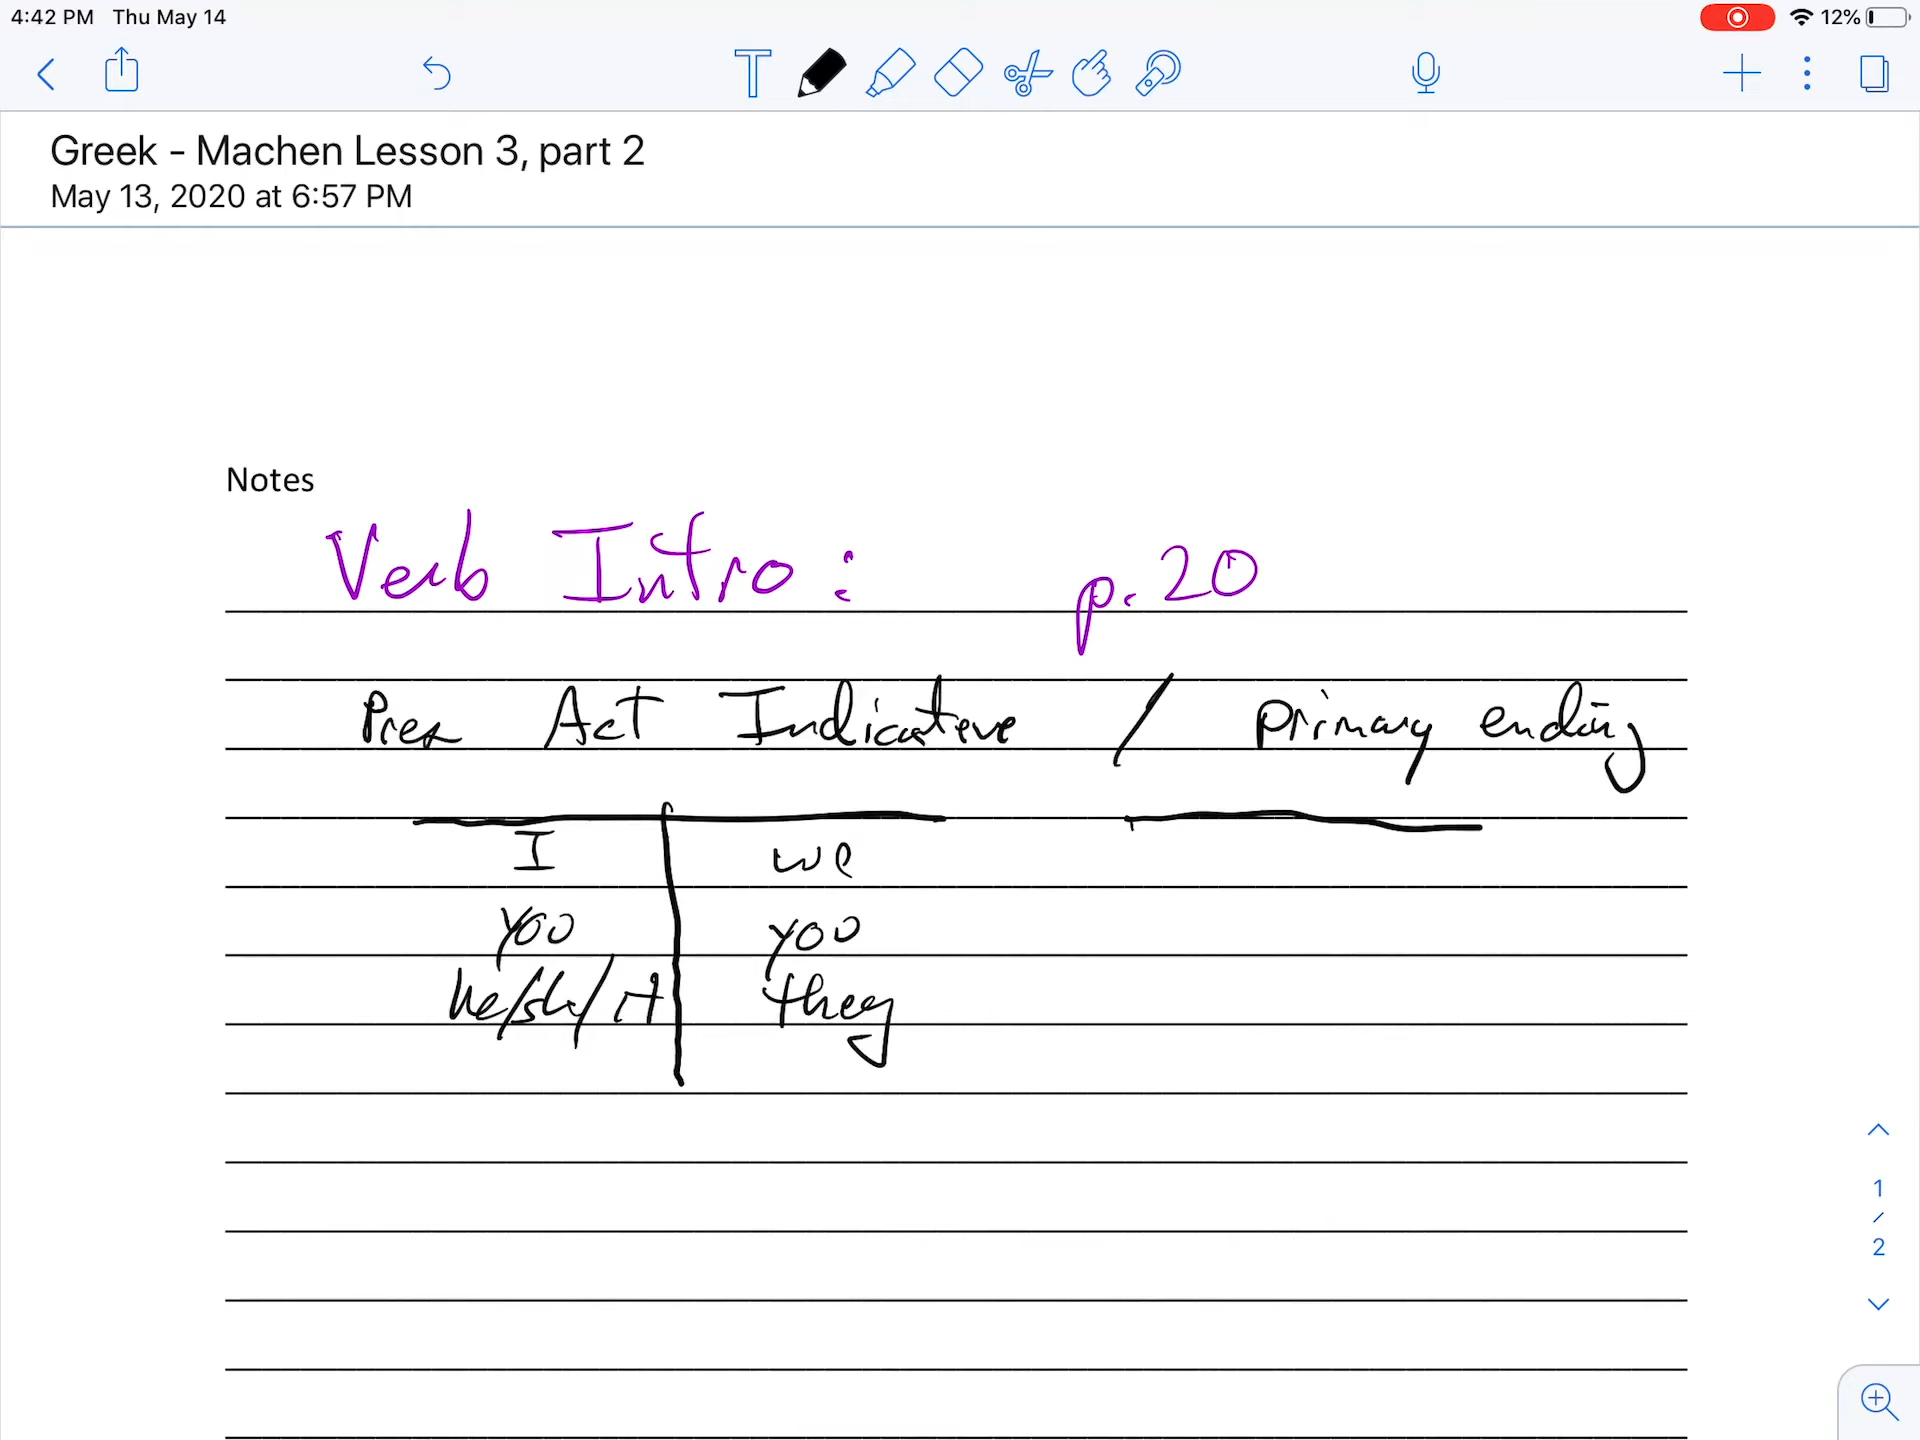 4:42 PM Thu May 14 12%
Greek - Machen Lesson 3, part 2
May 13, 2020 at 6:57 PM
Notes
Verb Intro: p. 20
Pres Act Indicative / primary ending
I we
you you
he/sh/it they
1
/
2